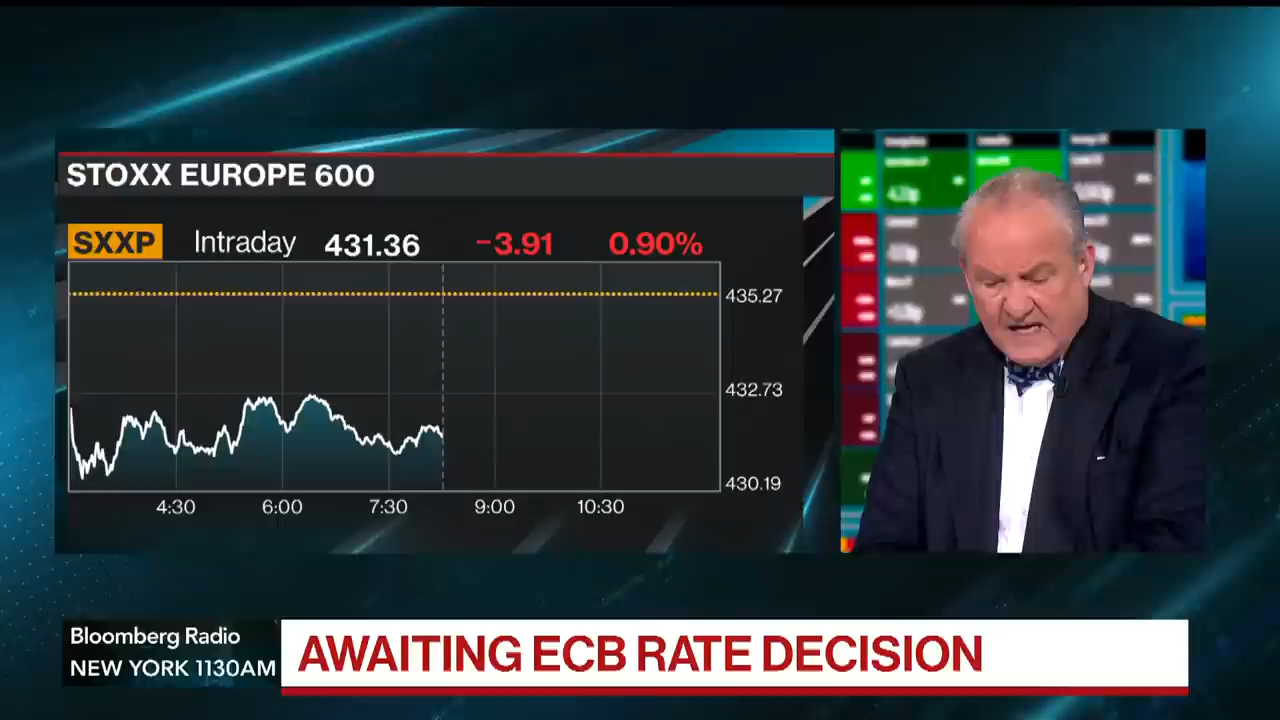 STOXX EUROPE 600
SXXP Intraday 431.36 −3.91 0.90%
435.27
432.73
430.19
4:30 6:00 7:30 9:00 10:30
Bloomberg Radio
NEW YORK 1130AM
AWAITING ECB RATE DECISION